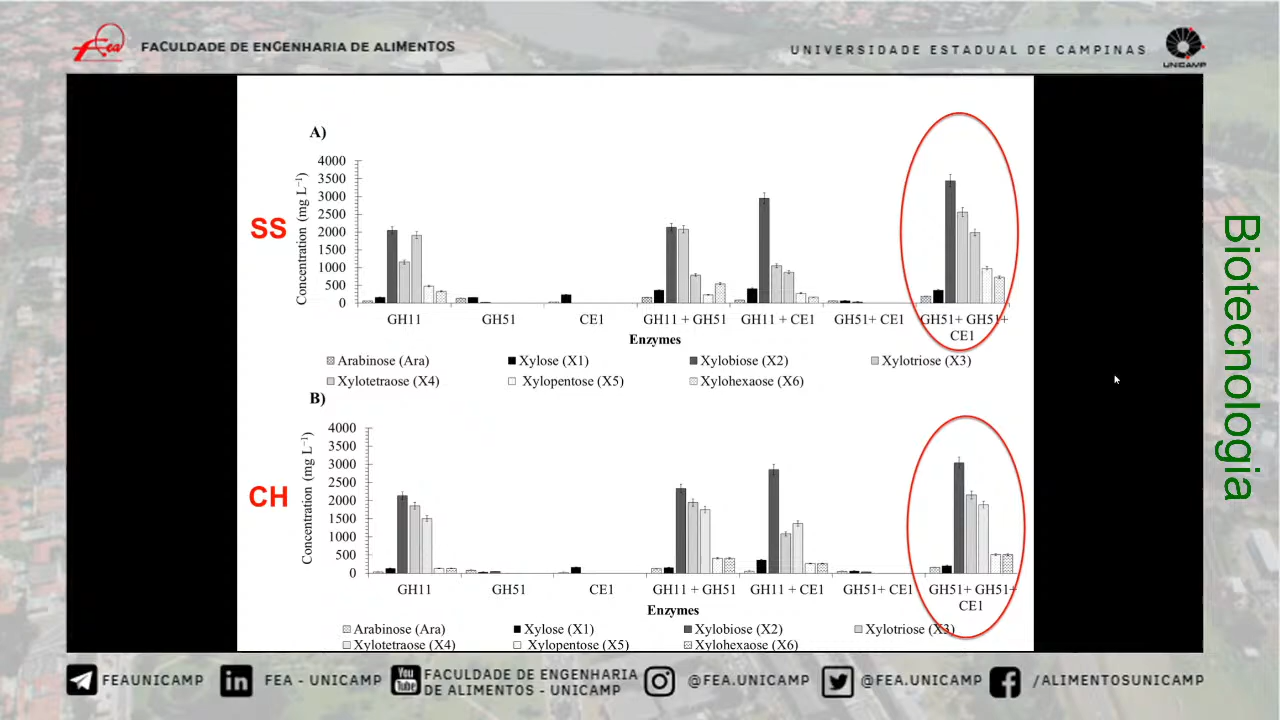 Fea
FACULDADE DE ENGENHARIA DE ALIMENTOS
UNIVERSIDADE ESTADUAL DE CAMPINAS
UNICAMP
A)
SS
Concentration (mg L⁻¹)
4000
3500
3000
2500
2000
1500
1000
500
0
GH11
GH51
CE1
GH11 + GH51
GH11 + CE1
GH51+ CE1
GH51+ GH51+
CE1
Enzymes
Arabinose (Ara)
Xylose (X1)
Xylobiose (X2)
Xylotriose (X3)
Xylotetraose (X4)
Xylopentose (X5)
Xylohexaose (X6)
B)
CH
Concentration (mg L⁻¹)
4000
3500
3000
2500
2000
1500
1000
500
0
GH11
GH51
CE1
GH11 + GH51
GH11 + CE1
GH51+ CE1
GH51+ GH51+
CE1
Enzymes
Arabinose (Ara)
Xylose (X1)
Xylobiose (X2)
Xylotriose (X3)
Xylotetraose (X4)
Xylopentose (X5)
Xylohexaose (X6)
Biotecnologia
FEAUNICAMP
in
FEA - UNICAMP
You
Tube
FACULDADE DE ENGENHARIA
DE ALIMENTOS - UNICAMP
@FEA.UNICAMP
@FEA.UNICAMP
/ALIMENTOSUNICAMP